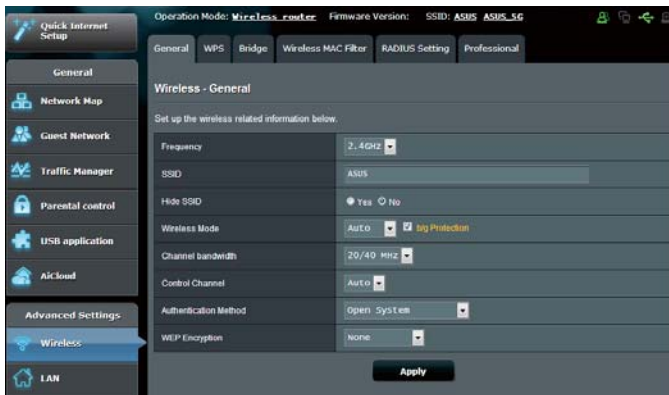 Quick Internet Setup
Operation Mode: Wireless router Firmware Version: SSID: ASUS ASUS_5G
General WPS Bridge Wireless MAC Filter RADIUS Setting Professional
General
Network Map
Guest Network
Traffic Manager
Parental control
USB application
AiCloud
Advanced Settings
Wireless
LAN
Wireless - General
Set up the wireless related information below.
Frequency 2.4GHz
SSID ASUS
Hide SSID Yes No
Wireless Mode Auto b/g Protection
Channel bandwidth 20/40 MHz
Control Channel Auto
Authentication Method Open System
WEP Encryption None
Apply